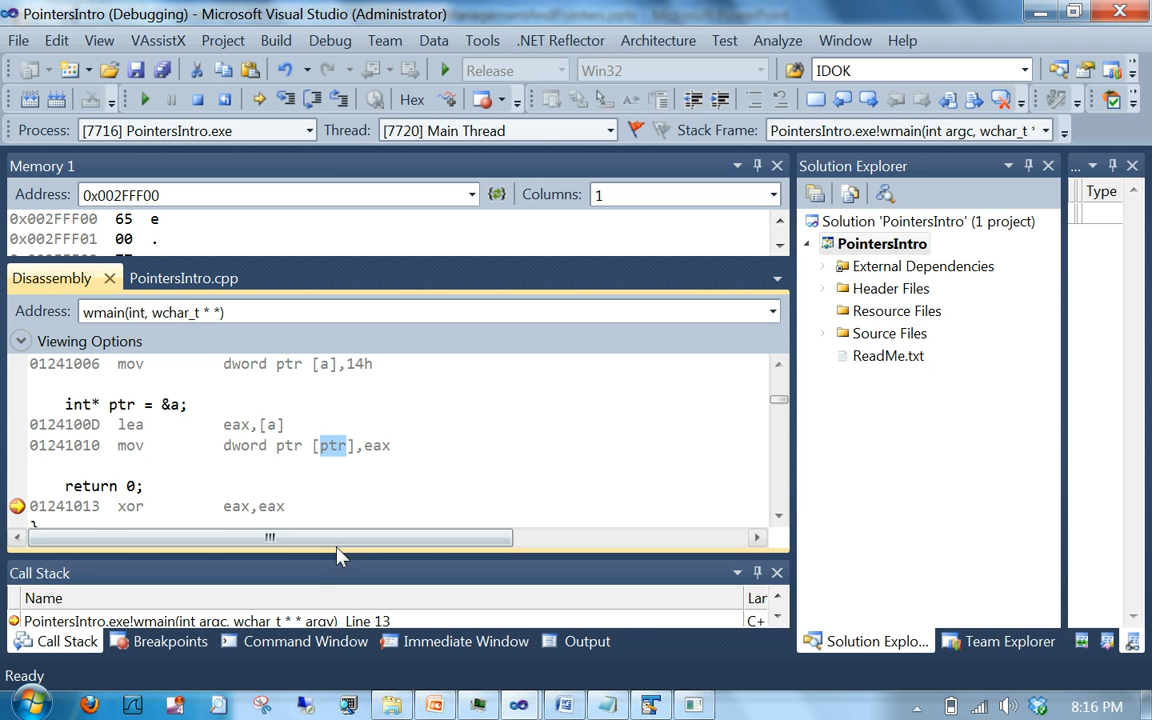 PointersIntro (Debugging) - Microsoft Visual Studio (Administrator)
File Edit View VAssistX Project Build Debug Team Data Tools .NET Reflector Architecture Test Analyze Window Help
Release Win32 IDOK
Hex
Process: [7716] PointersIntro.exe Thread: [7720] Main Thread Stack Frame: PointersIntro.exe!wmain(int argc, wchar_t *
Memory 1
Address: 0x002FFF00 Columns: 1
0x002FFF00 65 e
0x002FFF01 00 .
Disassembly PointersIntro.cpp
Address: wmain(int, wchar_t * *)
Viewing Options
01241006 mov dword ptr [a],14h
int* ptr = &a;
0124100D lea eax,[a]
01241010 mov dword ptr [ptr],eax
return 0;
01241013 xor eax,eax
}
Call Stack
Name Lar
PointersIntro.exe!wmain(int argc, wchar_t * * argv) Line 13 C+
Call Stack Breakpoints Command Window Immediate Window Output
Solution Explorer
Solution 'PointersIntro' (1 project)
PointersIntro
External Dependencies
Header Files
Resource Files
Source Files
ReadMe.txt
Solution Explo... Team Explorer
... Type
Ready
8:16 PM